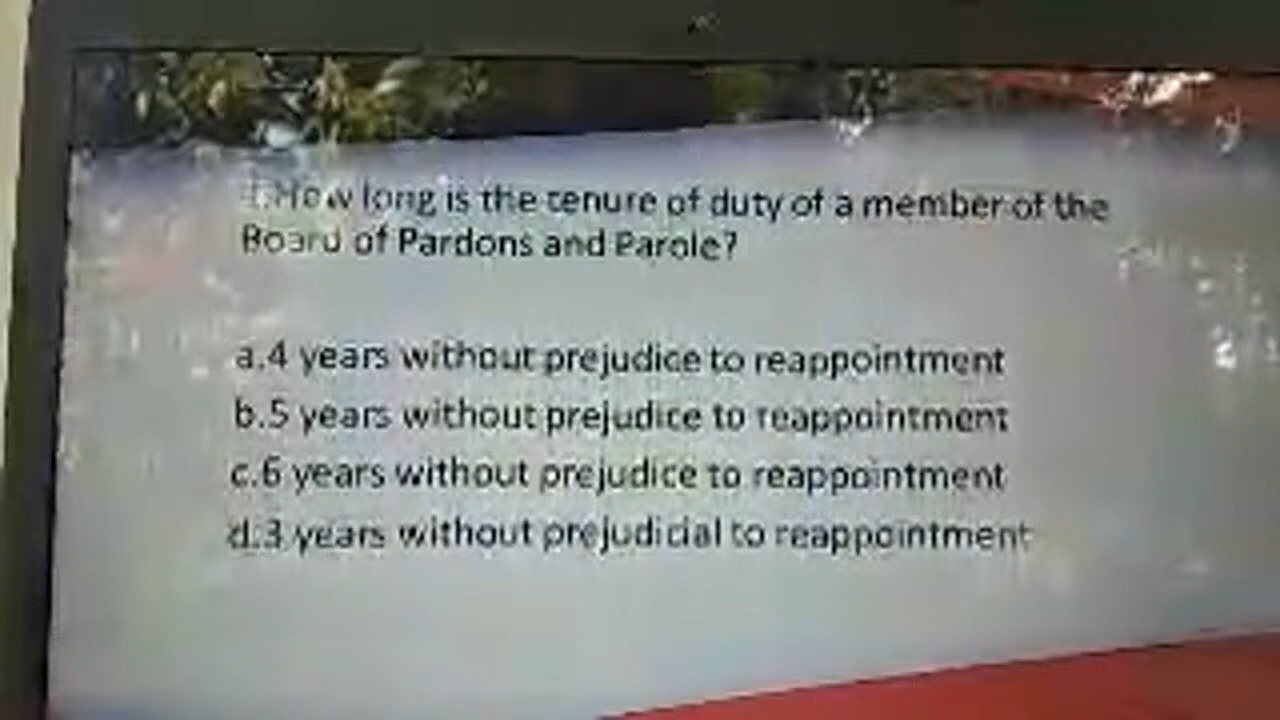 How long is the tenure of duty of a member of the
Board of Pardons and Parole?
a.4 years without prejudice to reappointment
b.5 years without prejudice to reappointment
c.6 years without prejudice to reappointment
d.3 years without prejudicial to reappointment